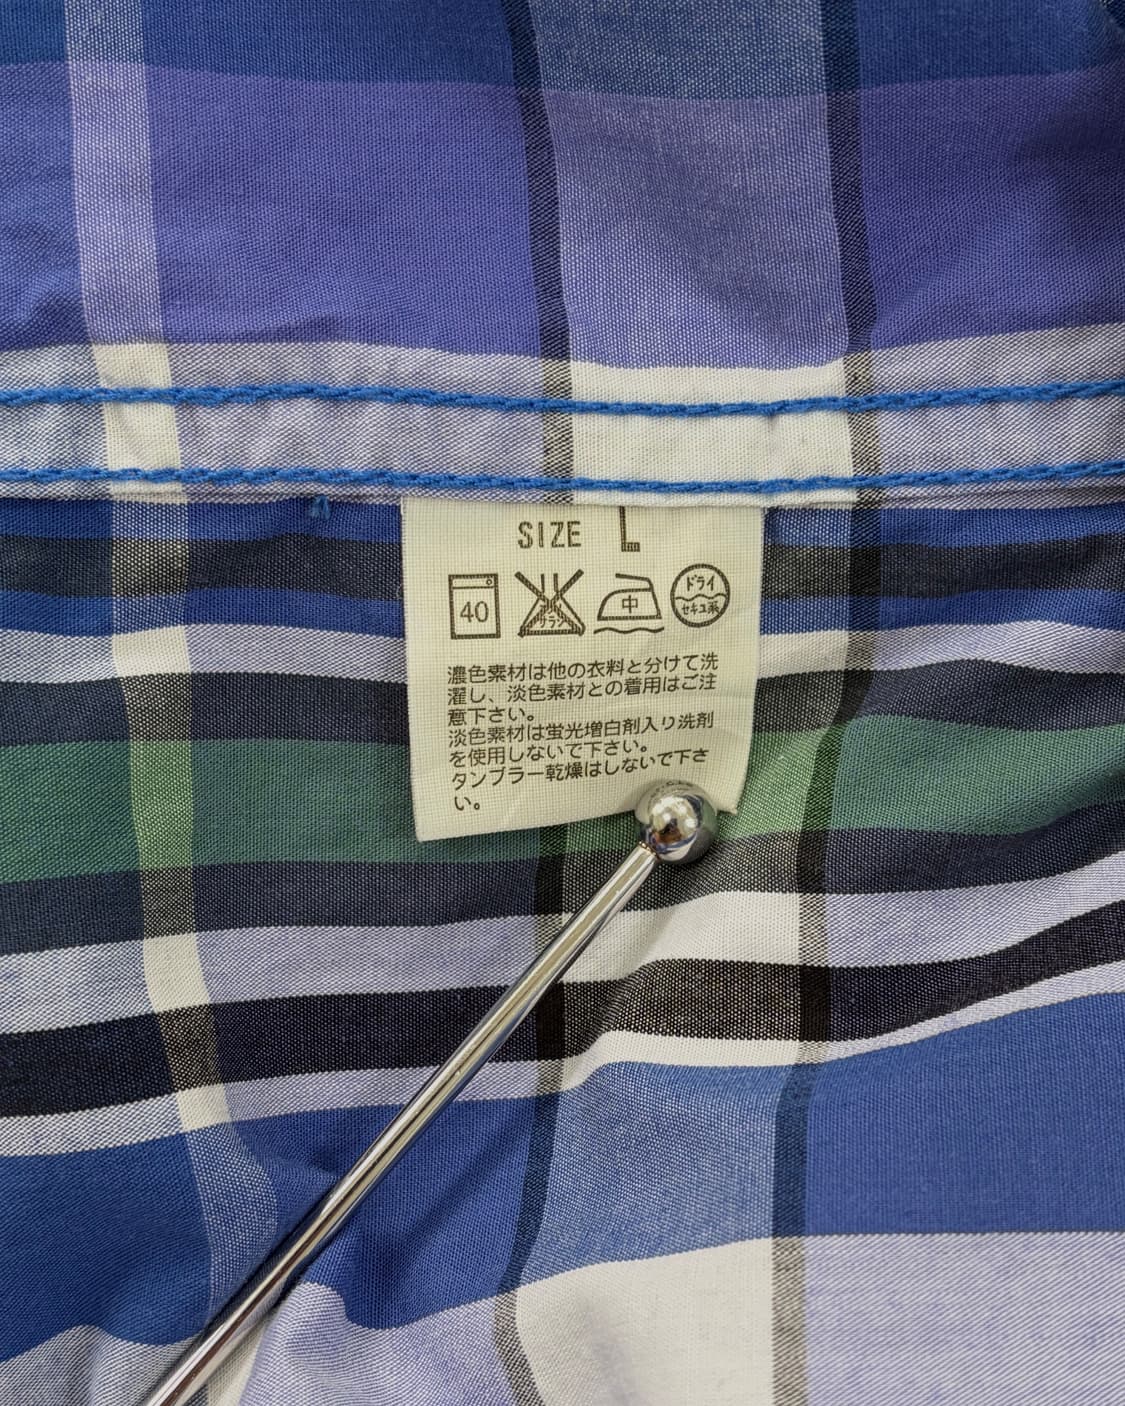 SIZE L
40
サラシ
中
ドライ
セキユ系
濃色素材は他の衣料と分けて洗
濯し、淡色素材との着用はご注
意下さい。
淡色素材は蛍光増白剤入り洗剤
を使用しないで下さい。
タンブラー乾燥はしないで下さ
い。